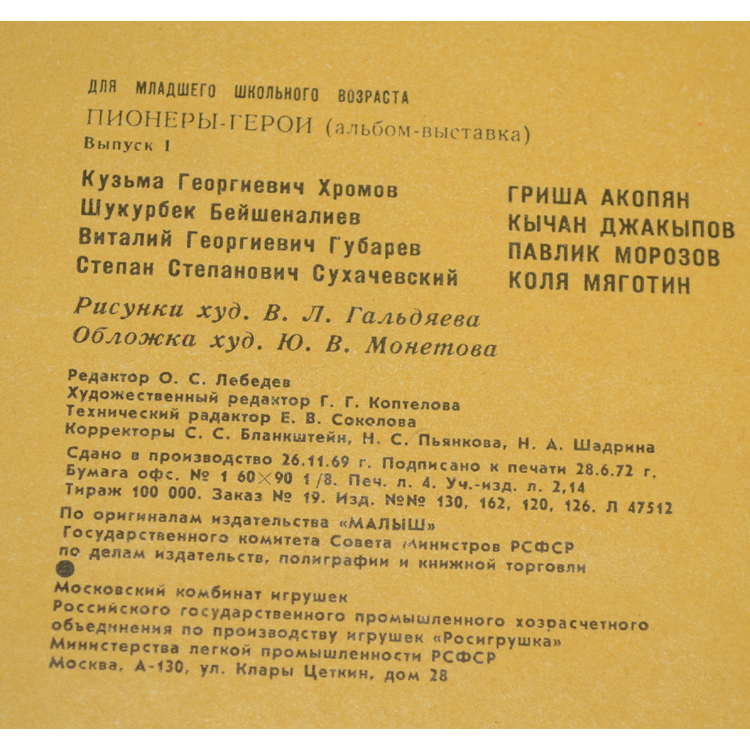 ДЛЯ МЛАДШЕГО ШКОЛЬНОГО ВОЗРАСТА
ПИОНЕРЫ-ГЕРОИ (альбом-выставка)
Выпуск 1
Кузьма Георгиевич Хромов ГРИША АКОПЯН
Шукурбек Бейшеналиев КЫЧАН ДЖАКЫПОВ
Виталий Георгиевич Губарев ПАВЛИК МОРОЗОВ
Степан Степанович Сухачевский КОЛЯ МЯГОТИН
Рисунки худ. В. Л. Гальдяева
Обложка худ. Ю. В. Монетова
Редактор О. С. Лебедев
Художественный редактор Г. Г. Коптелова
Технический радактор Е. В. Соколова
Корректоры С. С. Бланкштейн, Н. С. Пьянкова, Н. А. Шадрина
Сдано в производство 26.11.69 г. Подписано к печати 28.6.72 г.
Бумага офс. № 1 60×90 1/8. Печ. л. 4. Уч.-изд. л. 2,14
Тираж 100 000. Заказ № 19. Изд. №№ 130, 162, 120, 126. Л 47512
По оригиналам издательства «МАЛЫШ»
Государственного комитета Совета Министров РСФСР
по делам издательств, полиграфии и книжной торговли
Московский комбинат игрушек
Российского государственного промышленного хозрасчетного
объединения по производству игрушек «Росигрушка»
Министерства легкой промышленности РСФСР
Москва, А-130, ул. Клары Цеткин, дом 28